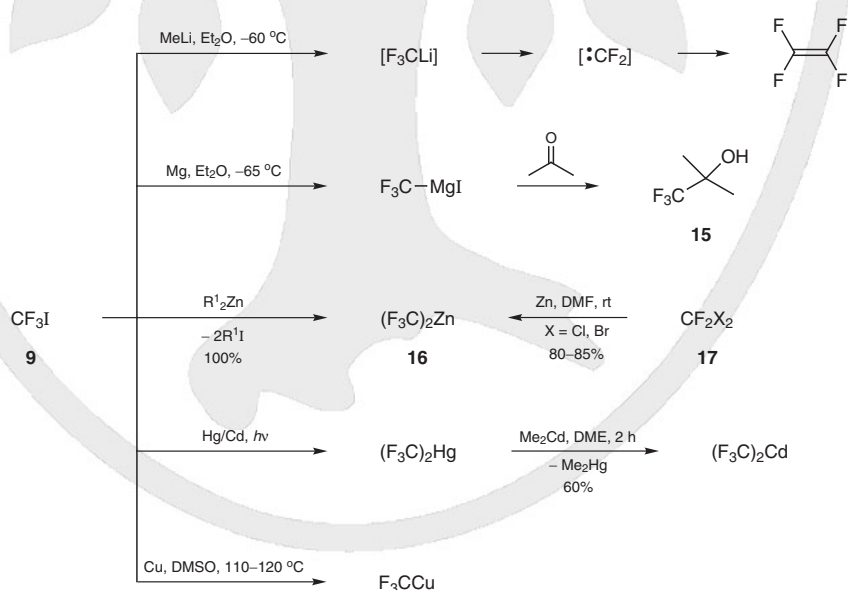 MeLi, Et₂O, –60 °C
[F₃CLi]
[:CF₂]
F
F
F
F
Mg, Et₂O, –65 °C
F₃C–MgI
O
OH
F₃C
15
CF₃I
9
R¹₂Zn
– 2R¹I
100%
(F₃C)₂Zn
16
Zn, DMF, rt
X = Cl, Br
80–85%
CF₂X₂
17
Hg/Cd, hν
(F₃C)₂Hg
Me₂Cd, DME, 2 h
– Me₂Hg
60%
(F₃C)₂Cd
Cu, DMSO, 110–120 °C
F₃CCu